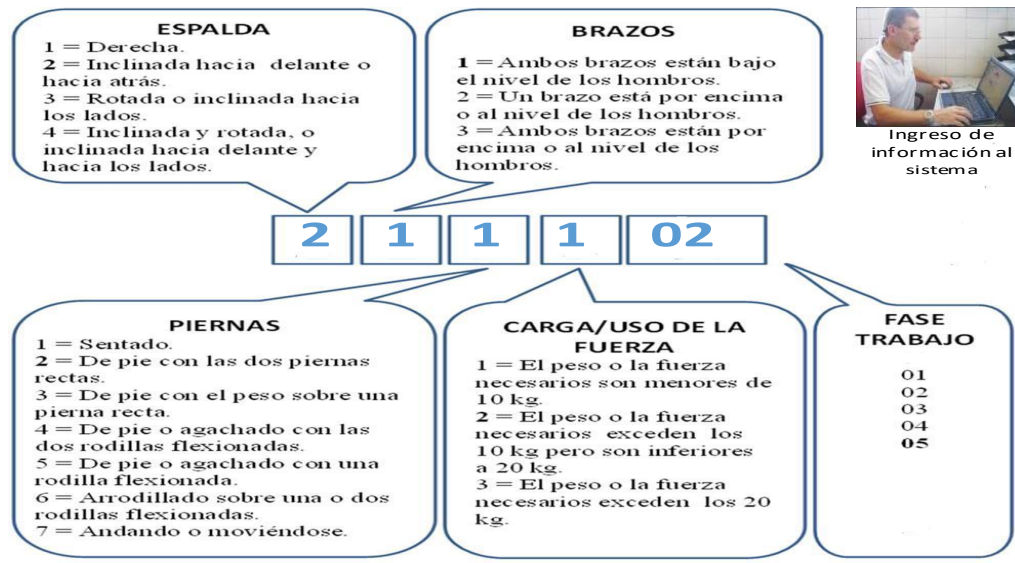 ESPALDA
1 = Derecha.
2 = Inclinada hacia delante o
hacia atrás.
3 = Rotada o inclinada hacia
los lados.
4 = Inclinada y rotada, o
inclinada hacia delante y
hacia los lados.
BRAZOS
1 = Ambos brazos están bajo
el nivel de los hombros.
2 = Un brazo está por encima
o al nivel de los hombros.
3 = Ambos brazos están por
encima o al nivel de los
hombros.
Ingreso de
información al
sistema
2 1 1 1 02
PIERNAS
1 = Sentado.
2 = De pie con las dos piernas
rectas.
3 = De pie con el peso sobre una
pierna recta.
4 = De pie o agachado con las
dos rodillas flexionadas.
5 = De pie o agachado con una
rodilla flexionada.
6 = Arrodillado sobre una o dos
rodillas flexionadas.
7 = Andando o moviéndose.
CARGA/USO DE LA
FUERZA
1 = El peso o la fuerza
necesarios son menores de
10 kg.
2 = El peso o la fuerza
necesarios exceden los
10 kg pero son inferiores
a 20 kg.
3 = El peso o la fuerza
necesarios exceden los 20
kg.
FASE
TRABAJO
01
02
03
04
05